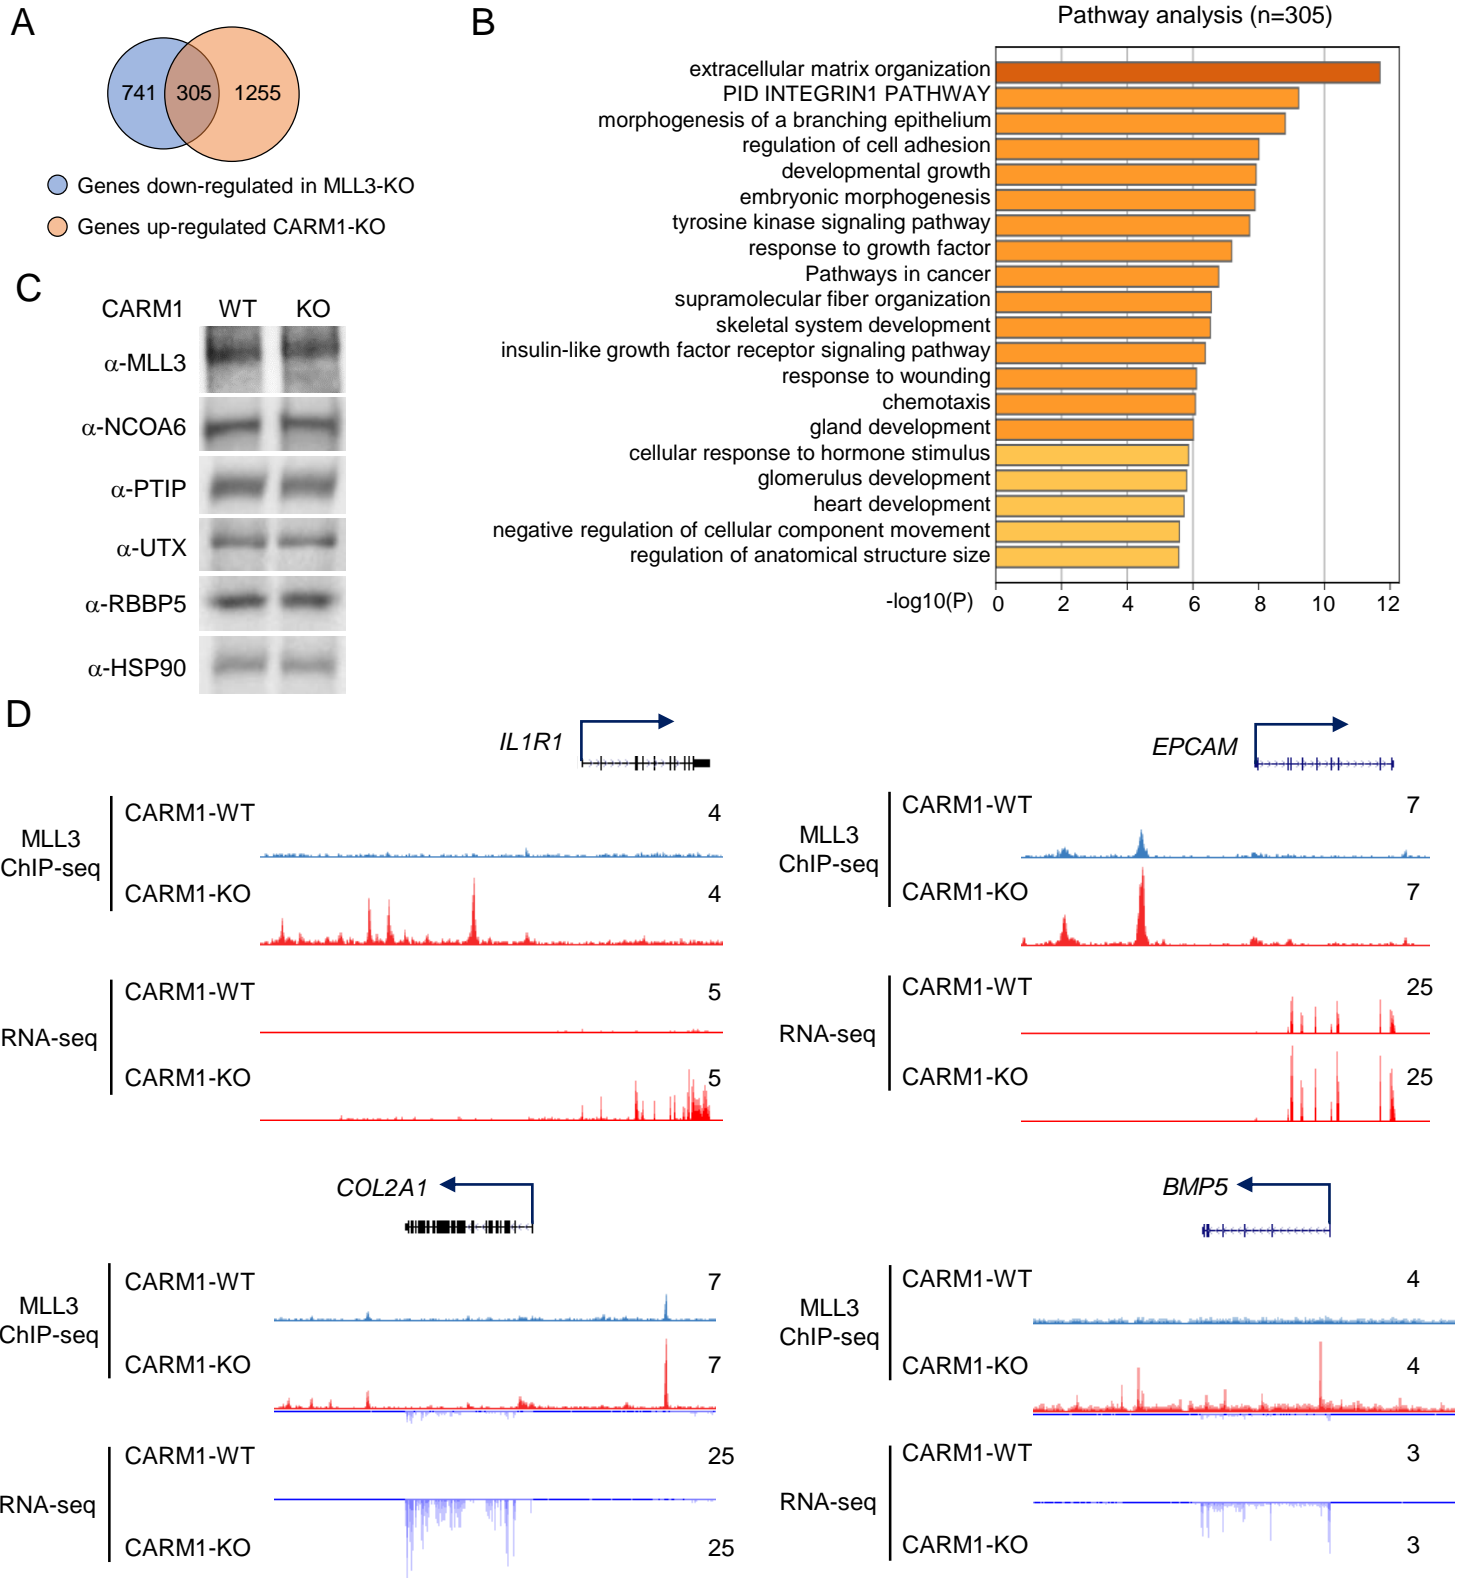 A
741 305 1255
Genes down-regulated in MLL3-KO
Genes up-regulated CARM1-KO
B
Pathway analysis (n=305)
extracellular matrix organization
PID INTEGRIN1 PATHWAY
morphogenesis of a branching epithelium
regulation of cell adhesion
developmental growth
embryonic morphogenesis
tyrosine kinase signaling pathway
response to growth factor
Pathways in cancer
supramolecular fiber organization
skeletal system development
insulin-like growth factor receptor signaling pathway
response to wounding
chemotaxis
gland development
cellular response to hormone stimulus
glomerulus development
heart development
negative regulation of cellular component movement
regulation of anatomical structure size
-log10(P) 0 2 4 6 8 10 12
C
CARM1 WT KO
α-MLL3
α-NCOA6
α-PTIP
α-UTX
α-RBBP5
α-HSP90
D
IL1R1
MLL3
ChIP-seq
CARM1-WT 4
CARM1-KO 4
RNA-seq
CARM1-WT 5
CARM1-KO 5
EPCAM
MLL3
ChIP-seq
CARM1-WT 7
CARM1-KO 7
RNA-seq
CARM1-WT 25
CARM1-KO 25
COL2A1
MLL3
ChIP-seq
CARM1-WT 7
CARM1-KO 7
RNA-seq
CARM1-WT 25
CARM1-KO 25
BMP5
MLL3
ChIP-seq
CARM1-WT 4
CARM1-KO 4
RNA-seq
CARM1-WT 3
CARM1-KO 3